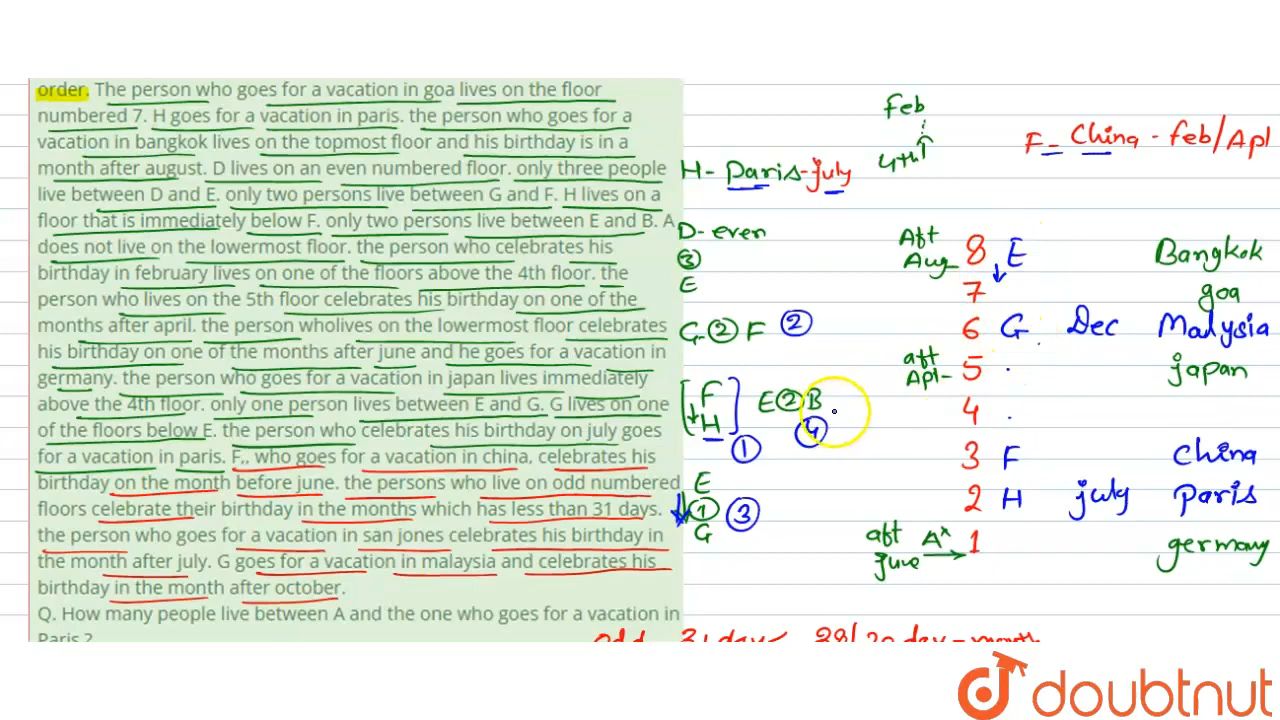 order. The person who goes for a vacation in goa lives on the floor
numbered 7. H goes for a vacation in paris. the person who goes for a
vacation in bangkok lives on the topmost floor and his birthday is in a
month after august. D lives on an even numbered floor. only three people
live between D and E. only two persons live between G and F. H lives on a
floor that is immediately below F. only two persons live between E and B. A
does not live on the lowermost floor. the person who celebrates his
birthday in february lives on one of the floors above the 4th floor. the
person who lives on the 5th floor celebrates his birthday on one of the
months after april. the person wholives on the lowermost floor celebrates
his birthday on one of the months after june and he goes for a vacation in
germany. the person who goes for a vacation in japan lives immediately
above the 4th floor. only one person lives between E and G. G lives on one
of the floors below E. the person who celebrates his birthday on july goes
for a vacation in paris. F,, who goes for a vacation in china, celebrates his
birthday on the month before june. the persons who live on odd numbered
floors celebrate their birthday in the months which has less than 31 days.
the person who goes for a vacation in san jones celebrates his birthday in
the month after july. G goes for a vacation in malaysia and celebrates his
birthday in the month after october.
Q. How many people live between A and the one who goes for a vacation in
Paris ?
Feb
4th↑
F - China - feb/Apl
H- Paris-july
D- even
③
E
G-② F ②
F
↓ H
①
E ② B
④
E
↓ ① ③
G
Aft Aug 8 E Bangkok
7 goa
6 G Dec Malysia
aft Apl- 5 japan
4
3 F China
2 H july Paris
aft june A× 1 germany
odd 31 day
doubtnut